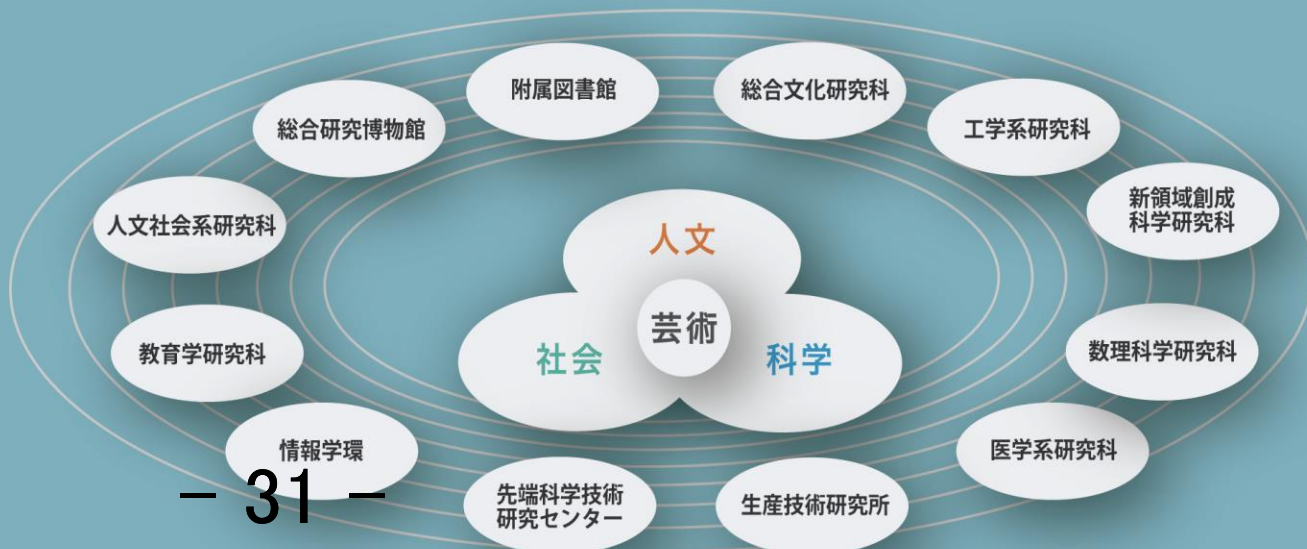 附属図書館
総合文化研究科
総合研究博物館
工学系研究科
人文社会系研究科
新領域創成
科学研究科
人文
芸術
社会
科学
教育学研究科
数理科学研究科
情報学環
医学系研究科
先端科学技術
研究センター
生産技術研究所
− 31 −